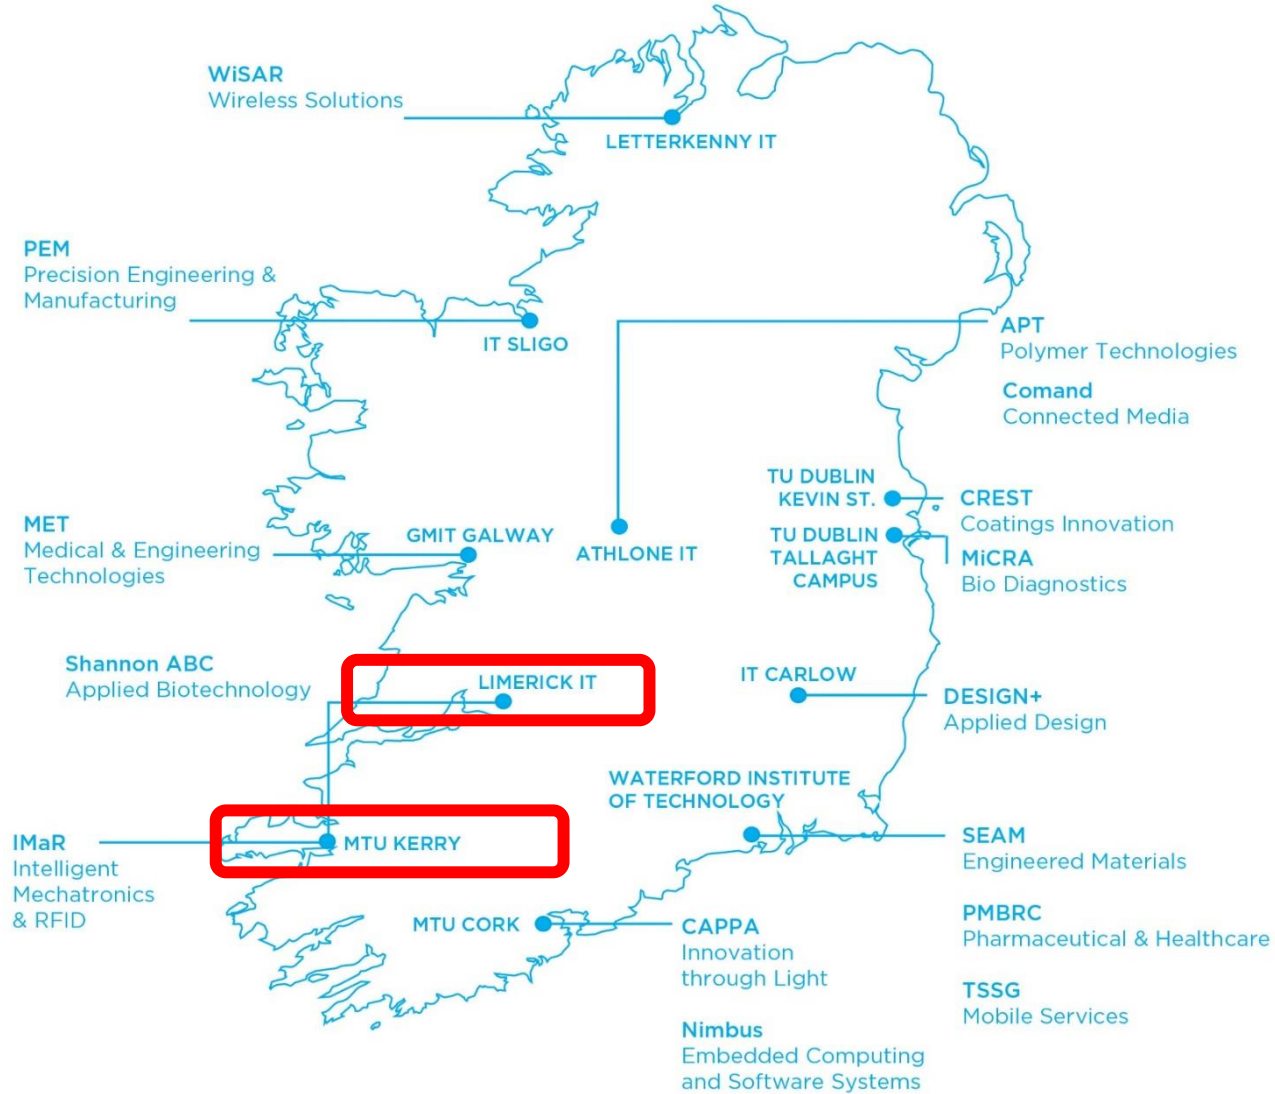 WiSAR
Wireless Solutions
LETTERKENNY IT
PEM
Precision Engineering &
Manufacturing
IT SLIGO
APT
Polymer Technologies
Comand
Connected Media
TU DUBLIN
KEVIN ST.
CREST
Coatings Innovation
MET
Medical & Engineering
Technologies
GMIT GALWAY
ATHLONE IT
TU DUBLIN
TALLAGHT
CAMPUS
MiCRA
Bio Diagnostics
Shannon ABC
Applied Biotechnology
LIMERICK IT
IT CARLOW
DESIGN+
Applied Design
WATERFORD INSTITUTE
OF TECHNOLOGY
IMaR
Intelligent
Mechatronics
& RFID
MTU KERRY
SEAM
Engineered Materials
MTU CORK
CAPPA
Innovation
through Light
PMBRC
Pharmaceutical & Healthcare
TSSG
Mobile Services
Nimbus
Embedded Computing
and Software Systems